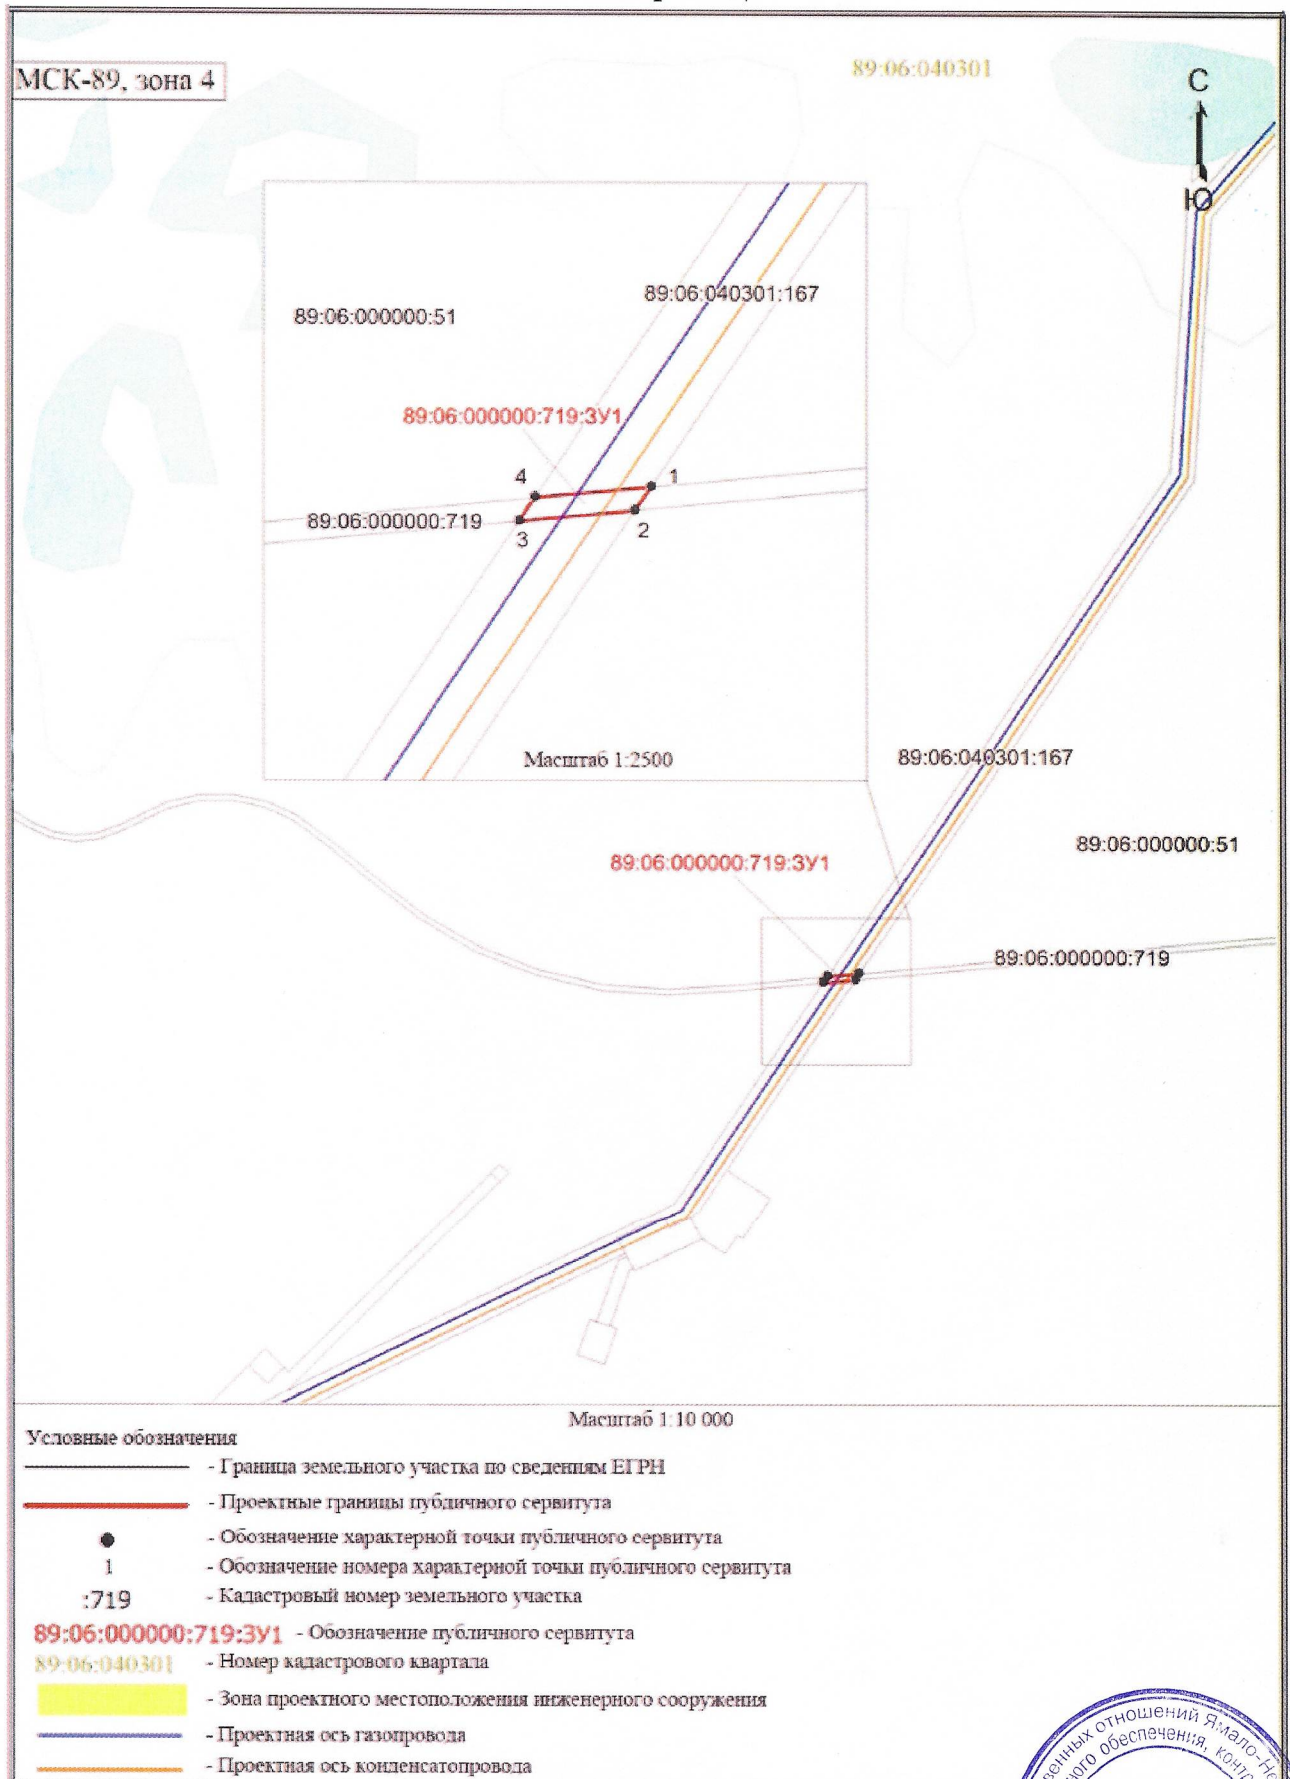 МСК-89, зона 4
89:06:040301
С
Ю
89:06:040301:167
89:06:000000:51
89:06:000000:719:ЗУ1
4
1
89:06:000000:719
3
2
Масштаб 1:2500
89:06:040301:167
89:06:000000:51
89:06:000000:719:ЗУ1
89:06:000000:719
Масштаб 1:10 000
Условные обозначения
- Граница земельного участка по сведениям ЕГРН
- Проектные границы публичного сервитута
- Обозначение характерной точки публичного сервитута
1 - Обозначение номера характерной точки публичного сервитута
:719 - Кадастровый номер земельного участка
89:06:000000:719:ЗУ1 - Обозначение публичного сервитута
89:06:040301 - Номер кадастрового квартала
- Зона проектного местоположения инженерного сооружения
- Проектная ось газопровода
- Проектная ось конденсатопровода
отношений Ямало-Не
обеспечения,